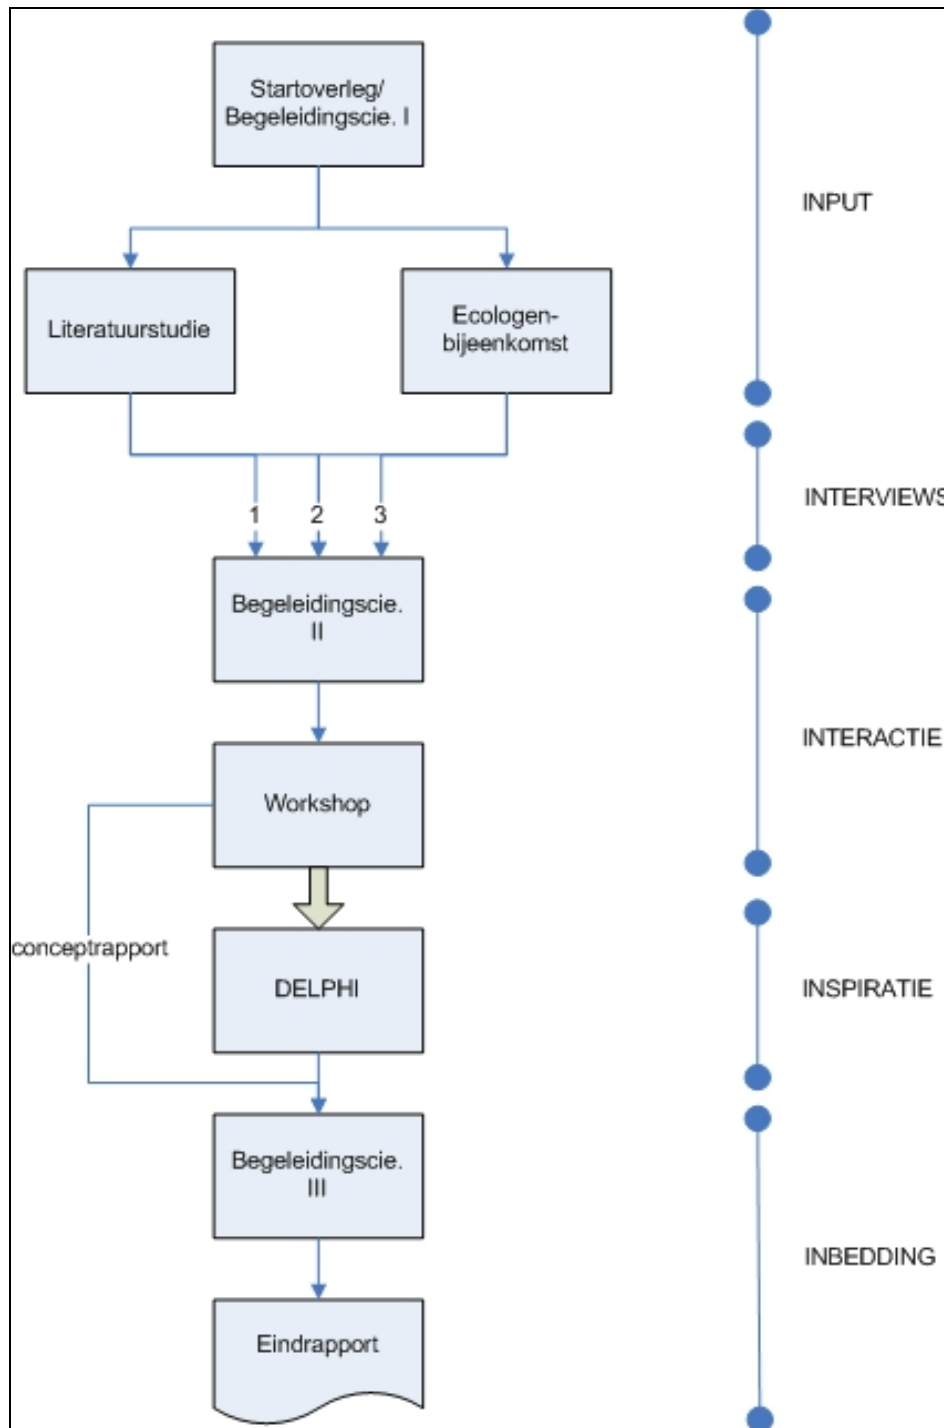 Startoverleg/
Begeleidingscie. I
INPUT
Literatuurstudie
Ecologen-
bijeenkomst
1
2
3
INTERVIEWS
Begeleidingscie.
II
INTERACTIE
Workshop
conceptrapport
DELPHI
INSPIRATIE
Begeleidingscie.
III
INBEDDING
Eindrapport